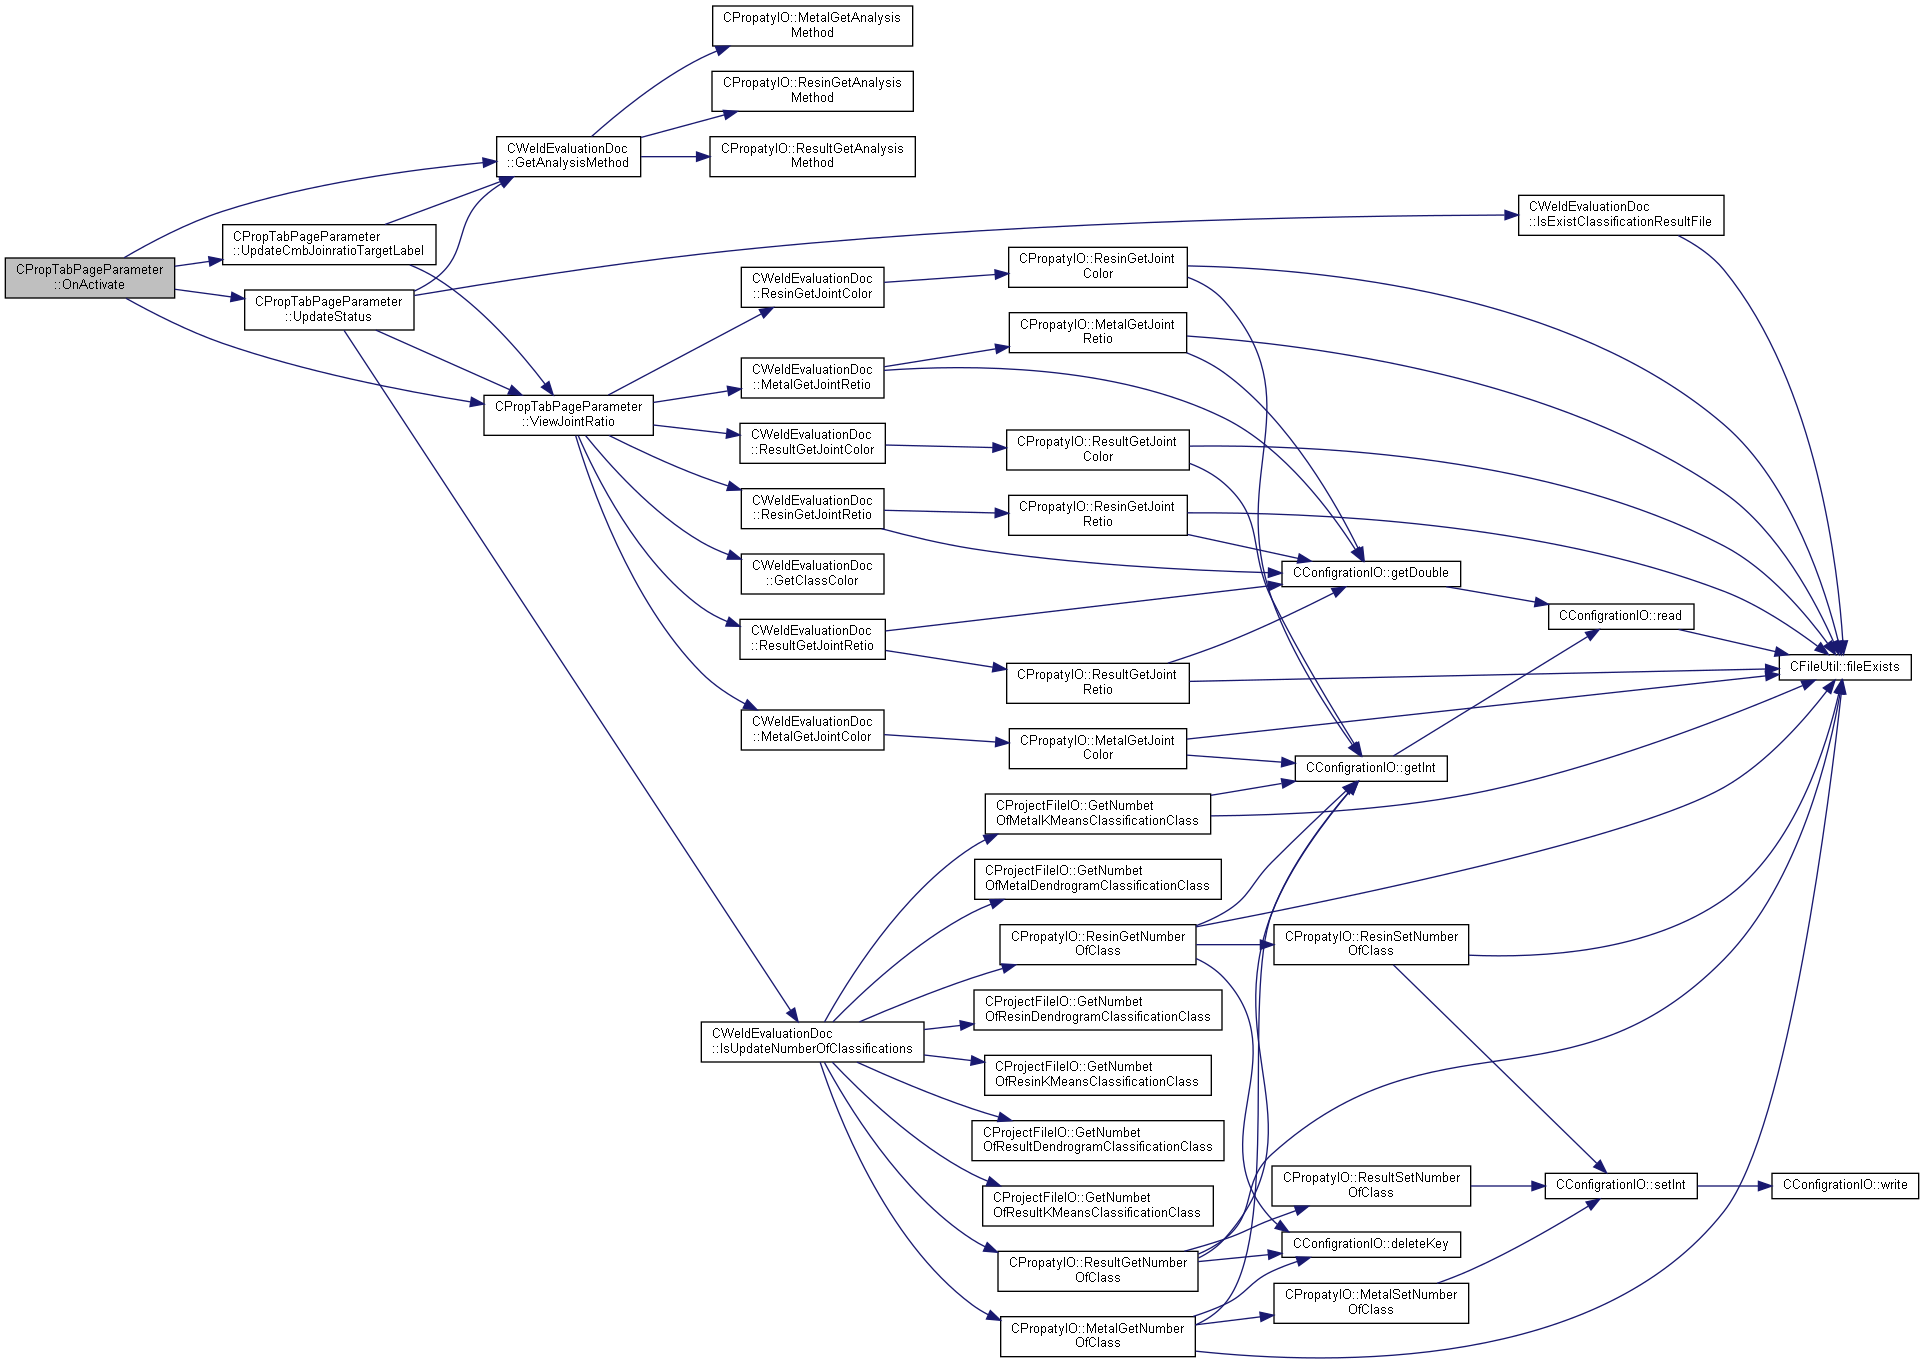 CPropTabPageParameter
::OnActivate
CPropTabPageParameter
::UpdateCmbJoinratioTargetLabel
CPropTabPageParameter
::UpdateStatus
CWeldEvaluationDoc
::GetAnalysisMethod
CPropTabPageParameter
::ViewJointRatio
CPropatyIO::MetalGetAnalysis
Method
CPropatyIO::ResinGetAnalysis
Method
CPropatyIO::ResultGetAnalysis
Method
CWeldEvaluationDoc
::ResinGetJointColor
CWeldEvaluationDoc
::MetalGetJointRetio
CWeldEvaluationDoc
::ResultGetJointColor
CWeldEvaluationDoc
::ResinGetJointRetio
CWeldEvaluationDoc
::GetClassColor
CWeldEvaluationDoc
::ResultGetJointRetio
CWeldEvaluationDoc
::MetalGetJointColor
CWeldEvaluationDoc
::IsUpdateNumberOfClassifications
CPropatyIO::ResinGetJoint
Color
CPropatyIO::MetalGetJoint
Retio
CPropatyIO::ResultGetJoint
Color
CPropatyIO::ResinGetJoint
Retio
CPropatyIO::ResultGetJoint
Retio
CPropatyIO::MetalGetJoint
Color
CProjectFileIO::GetNumbet
OfMetalKMeansClassificationClass
CProjectFileIO::GetNumbet
OfMetalDendrogramClassificationClass
CPropatyIO::ResinGetNumber
OfClass
CProjectFileIO::GetNumbet
OfResinDendrogramClassificationClass
CProjectFileIO::GetNumbet
OfResinKMeansClassificationClass
CProjectFileIO::GetNumbet
OfResultDendrogramClassificationClass
CProjectFileIO::GetNumbet
OfResultKMeansClassificationClass
CPropatyIO::ResultGetNumber
OfClass
CPropatyIO::MetalGetNumber
OfClass
CConfigrationIO::getDouble
CConfigrationIO::getInt
CPropatyIO::ResinSetNumber
OfClass
CPropatyIO::ResultSetNumber
OfClass
CConfigrationIO::deleteKey
CPropatyIO::MetalSetNumber
OfClass
CWeldEvaluationDoc
::IsExistClassificationResultFile
CConfigrationIO::read
CConfigrationIO::setInt
CFileUtil::fileExists
CConfigrationIO::write